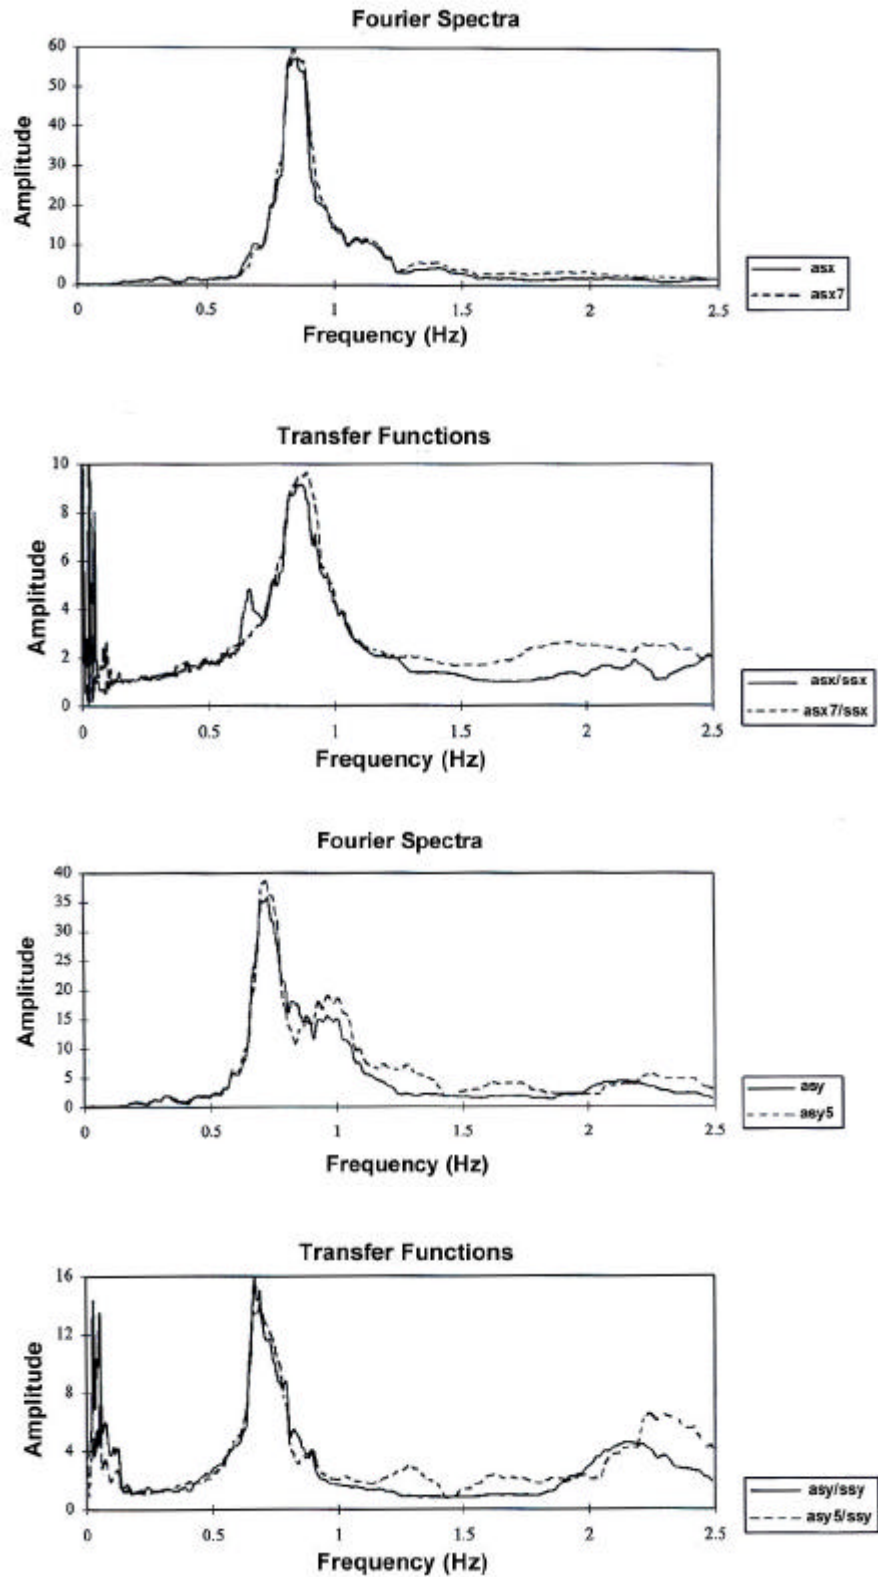 Fourier Spectra
60
50
40
30
20
10
0
Amplitude
0 0.5 1 1.5 2 2.5
Frequency (Hz)
asx
asx7
Transfer Functions
10
8
6
4
2
0
Amplitude
0 0.5 1 1.5 2 2.5
Frequency (Hz)
asx/ssx
asx7/ssx
Fourier Spectra
40
35
30
25
20
15
10
5
0
Amplitude
0 0.5 1 1.5 2 2.5
Frequency (Hz)
asy
asy5
Transfer Functions
16
12
8
4
0
Amplitude
0 0.5 1 1.5 2 2.5
Frequency (Hz)
asy/ssy
asy5/ssy